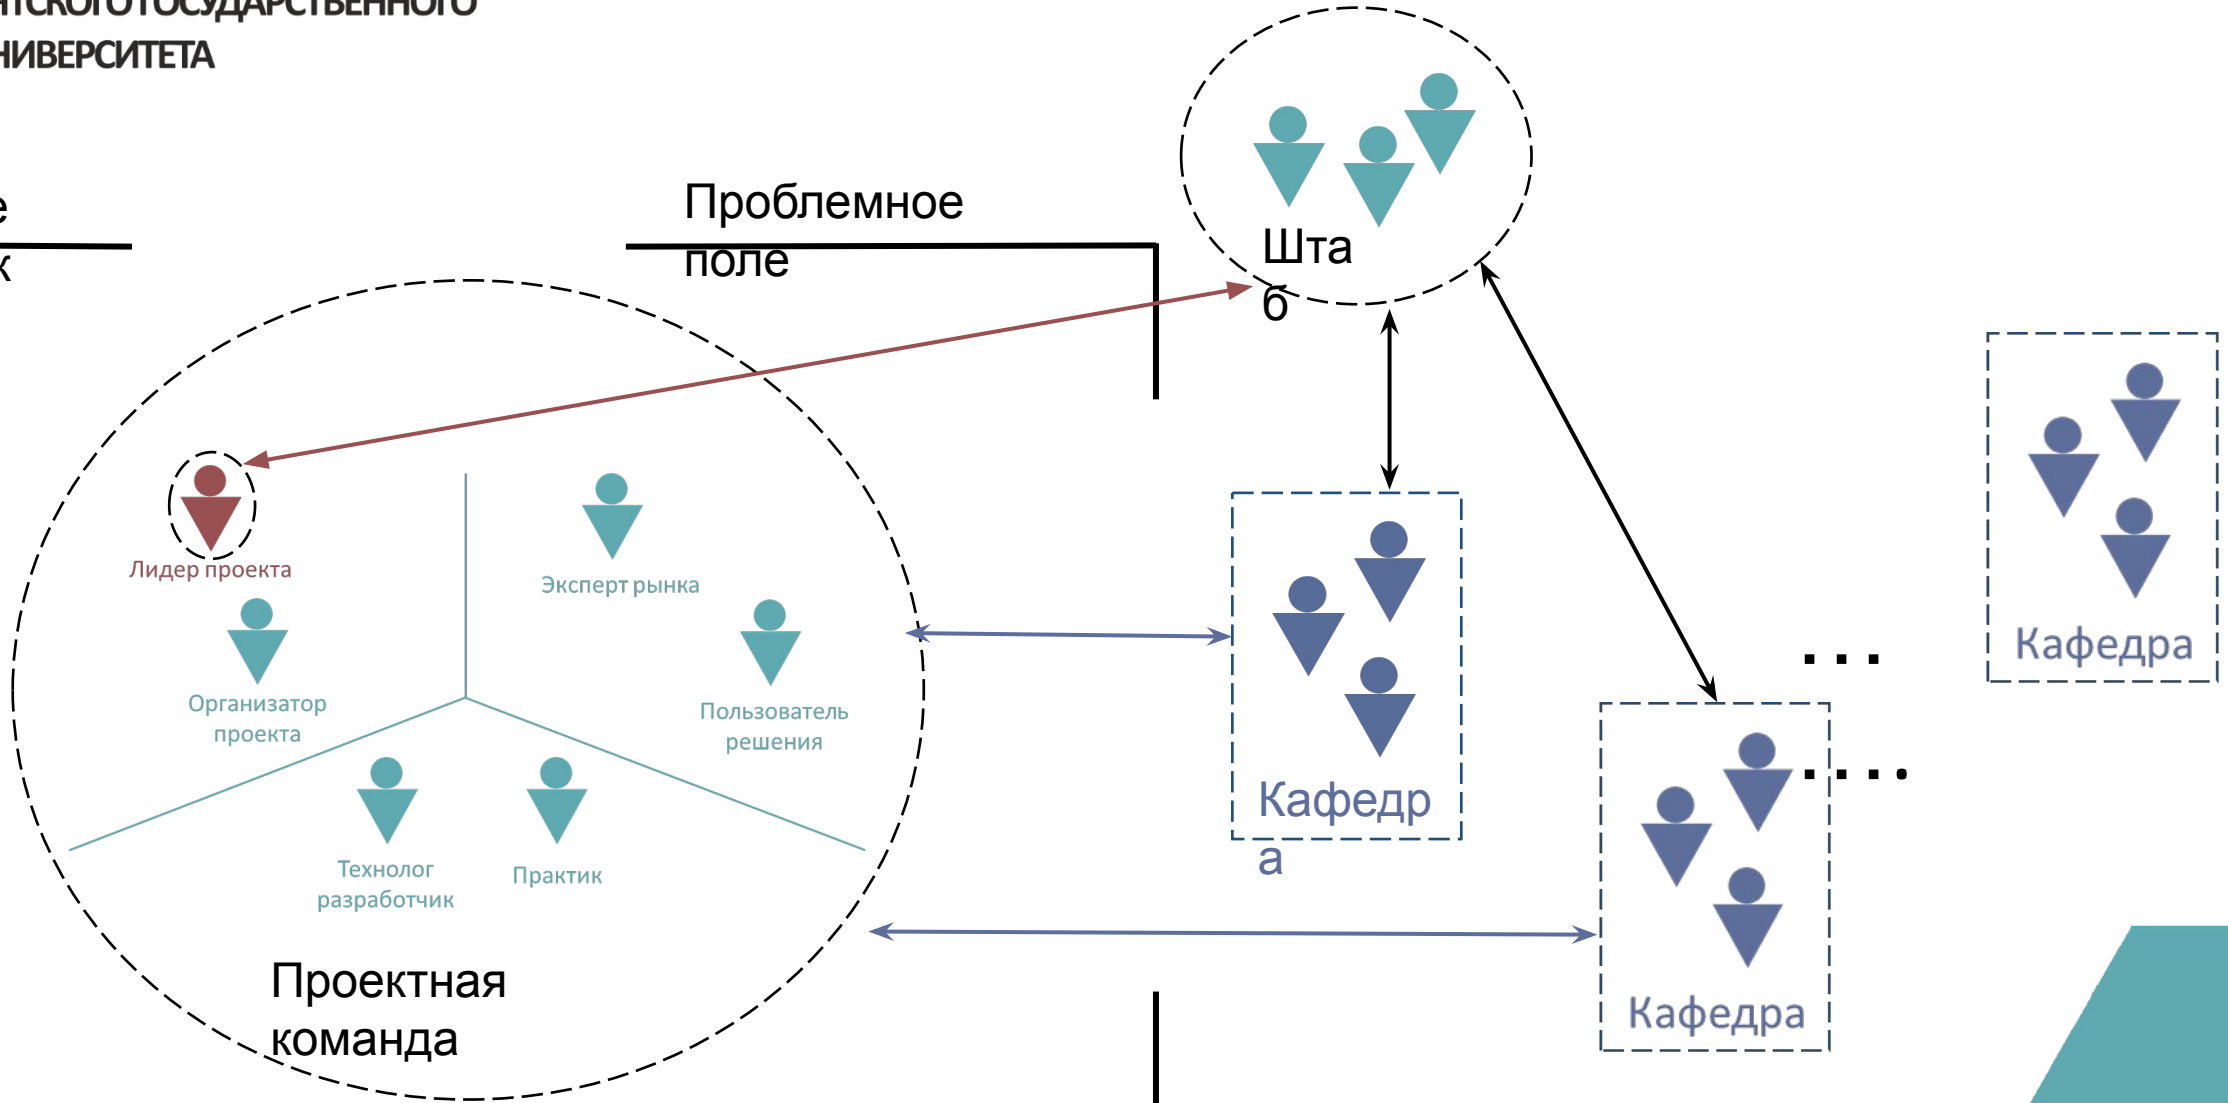 НИВЕРСИТЕТА
Проблемное
поле
Шта
б
Лидер проекта
Эксперт рынка
Организатор
проекта
Пользователь
решения
Технолог
разработчик
Практик
Проектная
команда
Кафедр
а
...
....
Кафедра
Кафедра